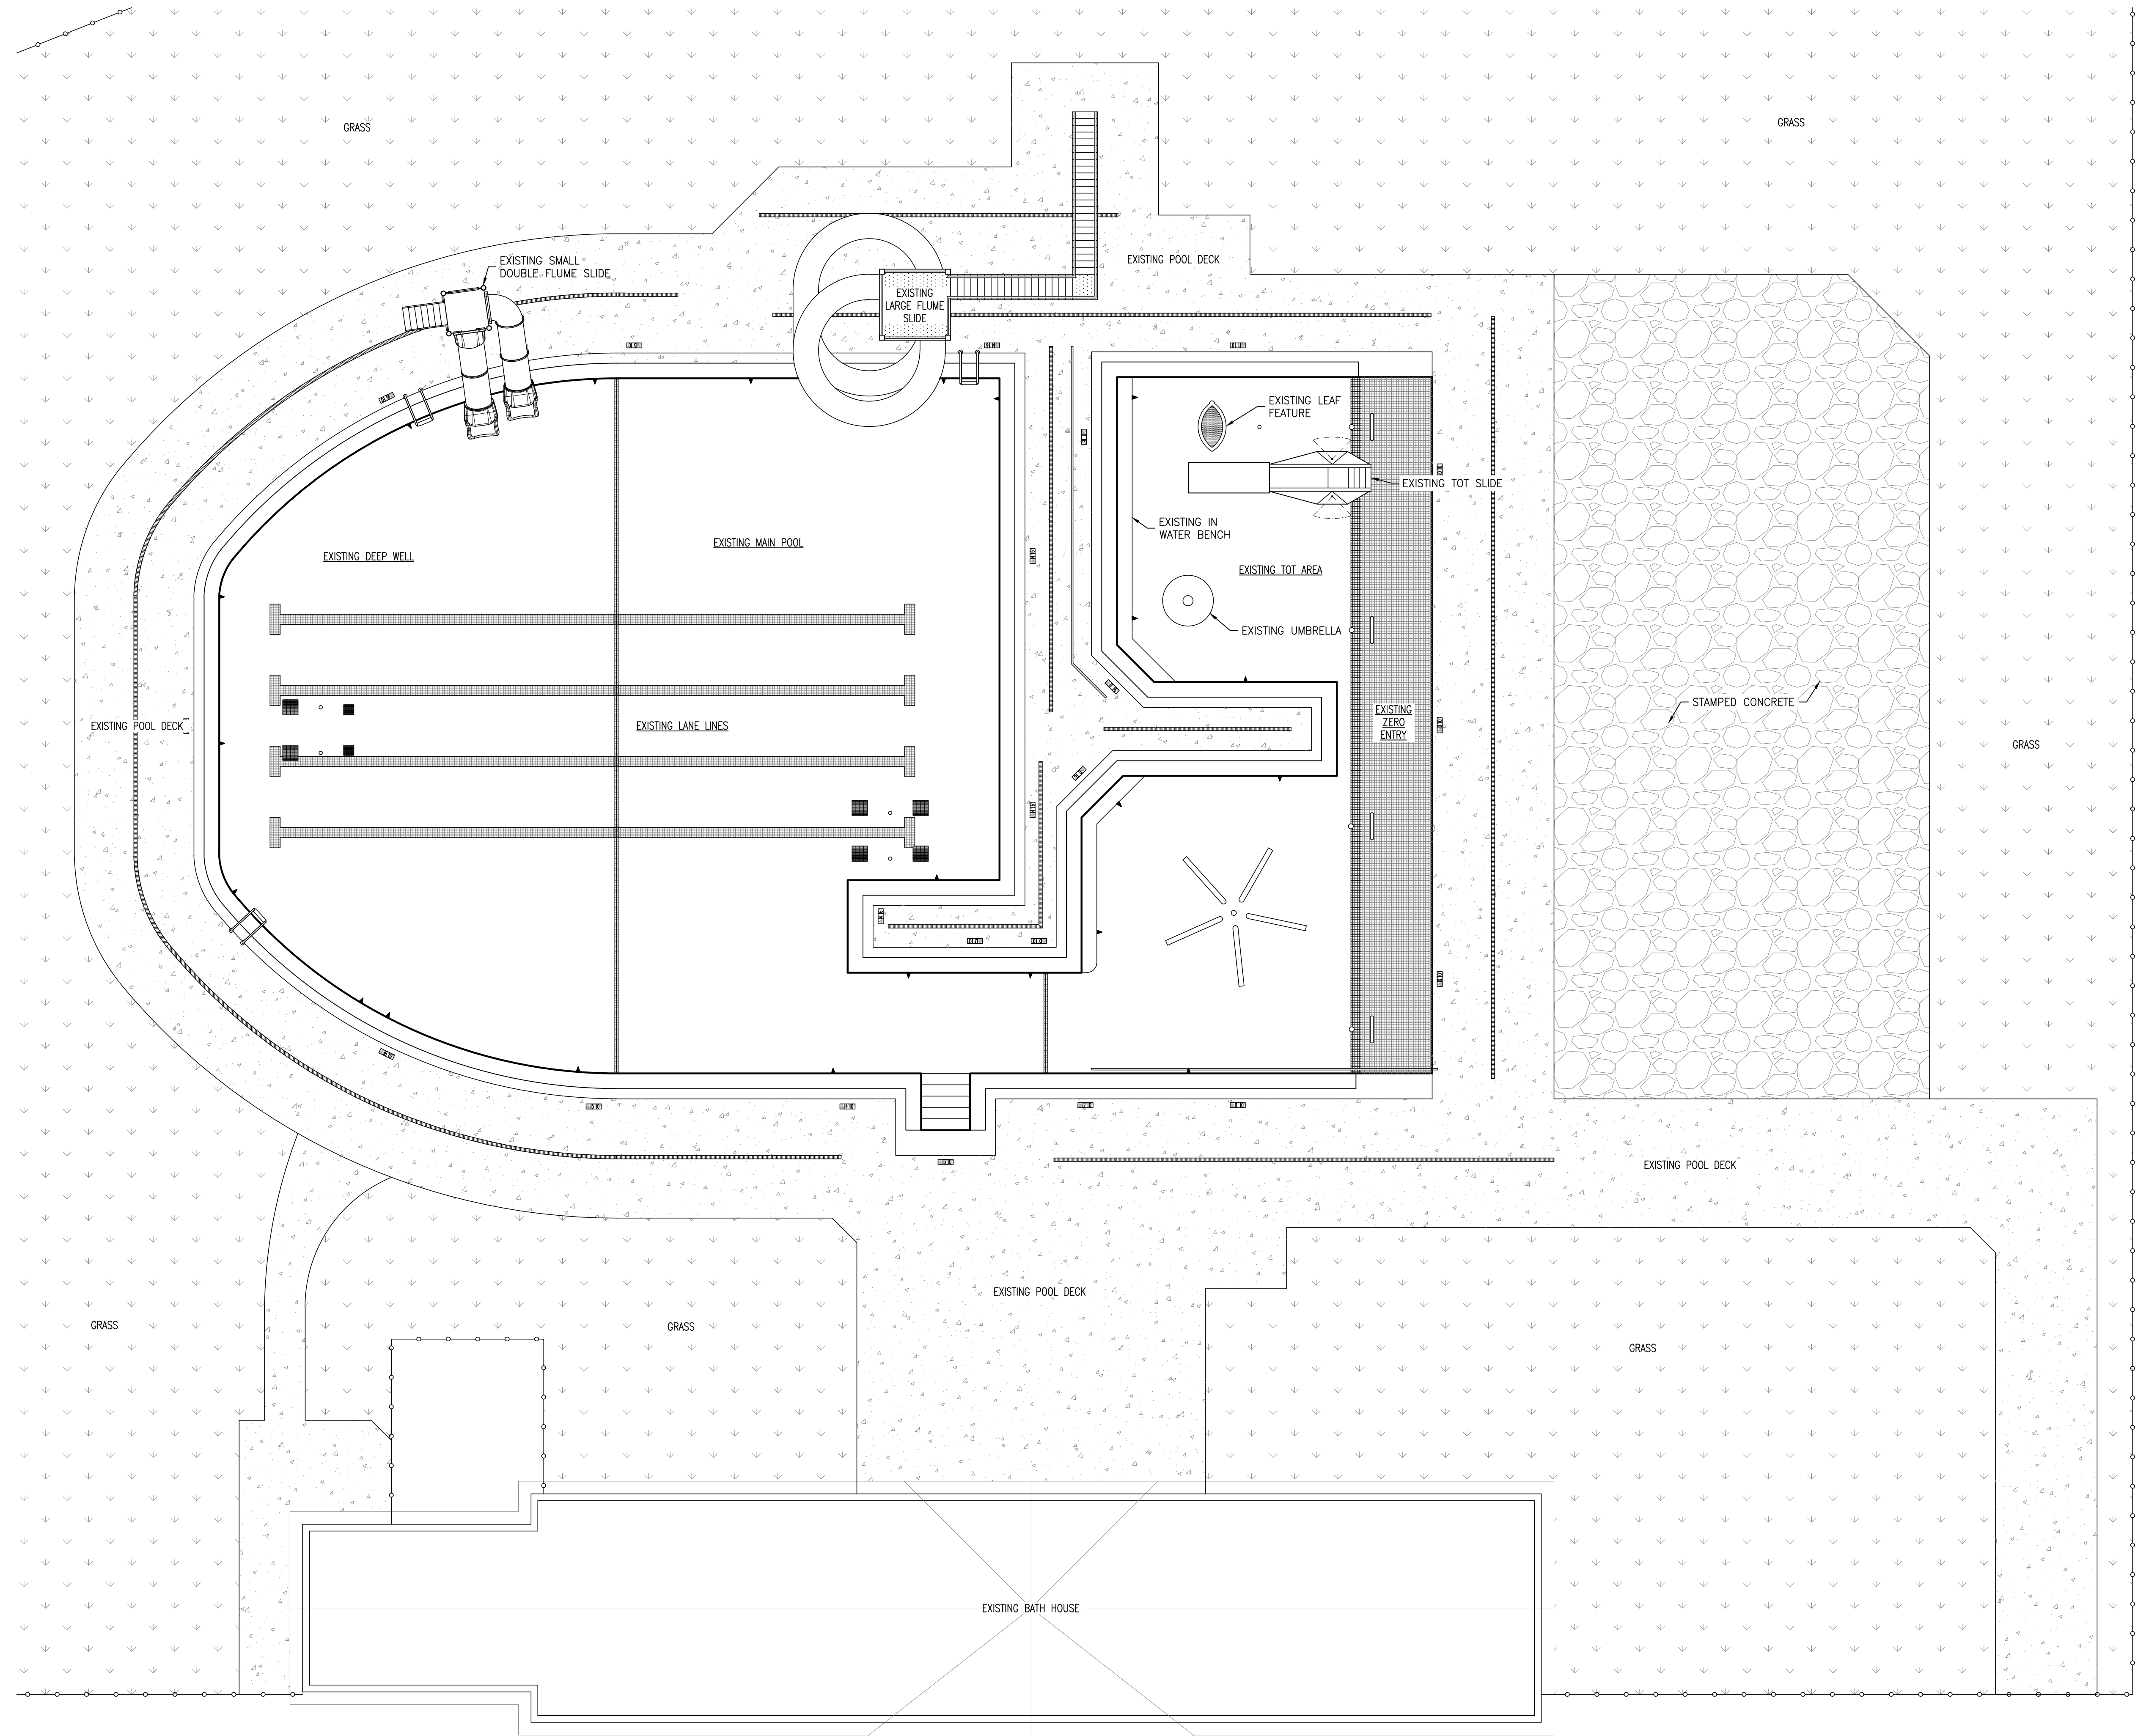 GRASS
GRASS
EXISTING SMALL
DOUBLE FLUME SLIDE
EXISTING POOL DECK
EXISTING
LARGE FLUME
SLIDE
EXISTING LEAF
FEATURE
EXISTING TOT SLIDE
EXISTING IN
WATER BENCH
EXISTING MAIN POOL
EXISTING DEEP WELL
EXISTING TOT AREA
EXISTING UMBRELLA
STAMPED CONCRETE
EXISTING
ZERO
ENTRY
EXISTING POOL DECK
EXISTING LANE LINES
GRASS
EXISTING POOL DECK
EXISTING POOL DECK
GRASS
GRASS
GRASS
EXISTING BATH HOUSE